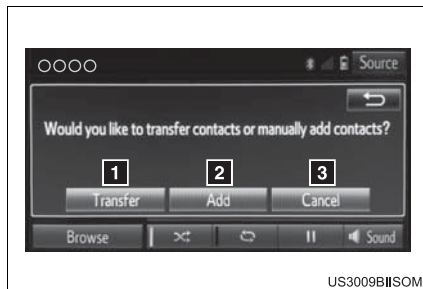 ○○○○ Source
Would you like to transfer contacts or manually add contacts?
1 2 3
Transfer Add Cancel
Browse Sound
US3009BⅡSOM